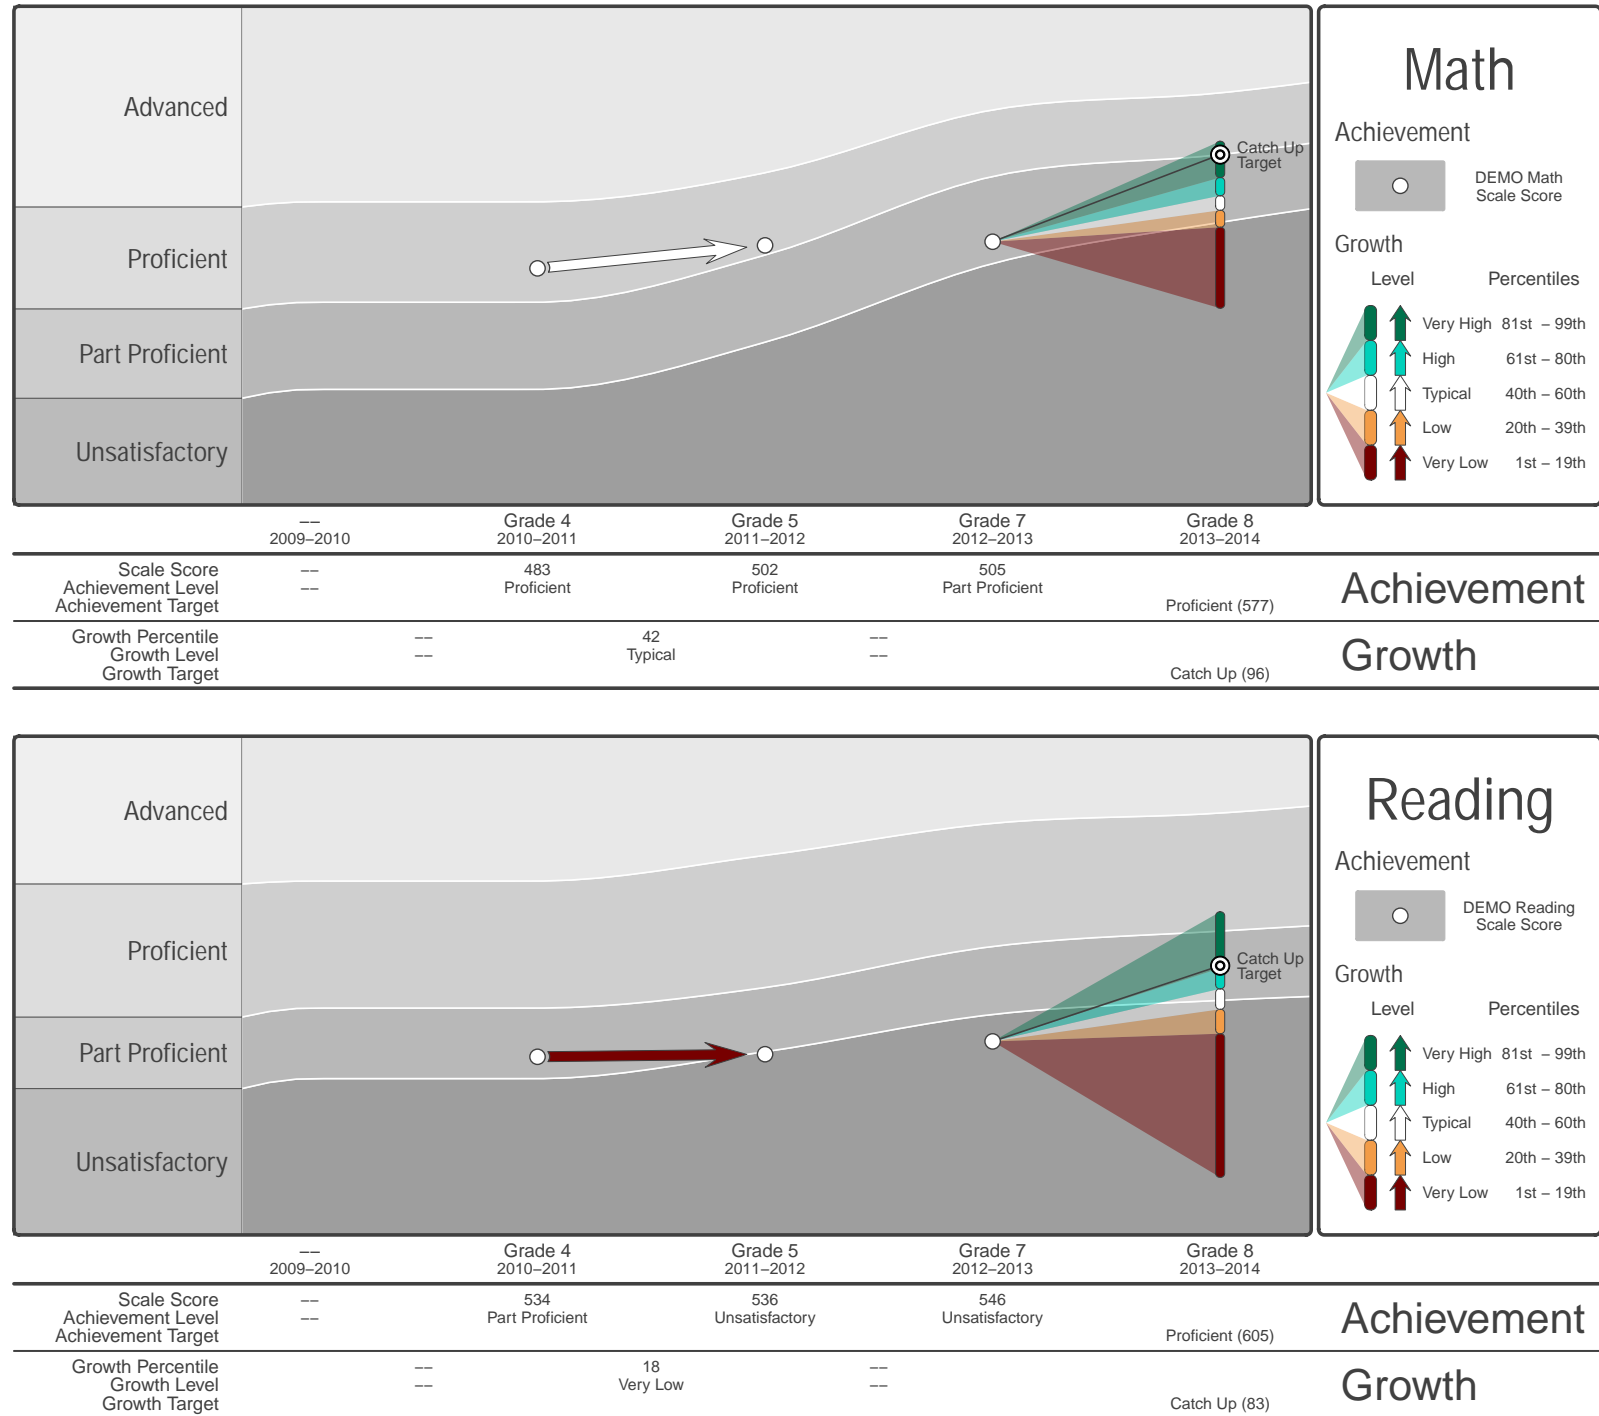 Advanced
Proficient
Part Proficient
Unsatisfactory
Catch Up
Target
Math
Achievement
DEMO Math
Scale Score
Growth
Level Percentiles
Very High 81st – 99th
High 61st – 80th
Typical 40th – 60th
Low 20th – 39th
Very Low 1st – 19th
–– Grade 4 Grade 5 Grade 7 Grade 8
2009–2010 2010–2011 2011–2012 2012–2013 2013–2014
Scale Score –– 483 502 505
Achievement Level –– Proficient Proficient Part Proficient
Achievement Target Proficient (577)
Achievement
Growth Percentile –– 42 ––
Growth Level –– Typical ––
Growth Target Catch Up (96)
Growth
Advanced
Proficient
Part Proficient
Unsatisfactory
Catch Up
Target
Reading
Achievement
DEMO Reading
Scale Score
Growth
Level Percentiles
Very High 81st – 99th
High 61st – 80th
Typical 40th – 60th
Low 20th – 39th
Very Low 1st – 19th
–– Grade 4 Grade 5 Grade 7 Grade 8
2009–2010 2010–2011 2011–2012 2012–2013 2013–2014
Scale Score –– 534 536 546
Achievement Level –– Part Proficient Unsatisfactory Unsatisfactory
Achievement Target Proficient (605)
Achievement
Growth Percentile –– 18 ––
Growth Level –– Very Low ––
Growth Target Catch Up (83)
Growth